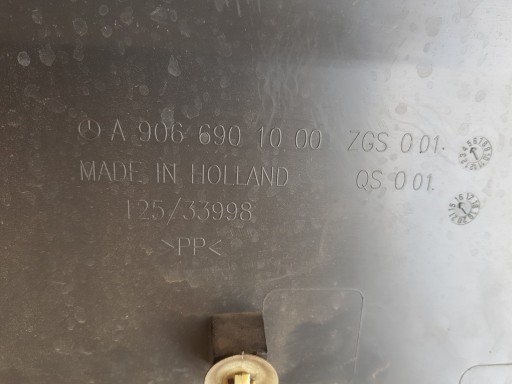 A 906 690 10 00 ZGS 001.
MADE IN HOLLAND QS 001.
125/33998
>PP<